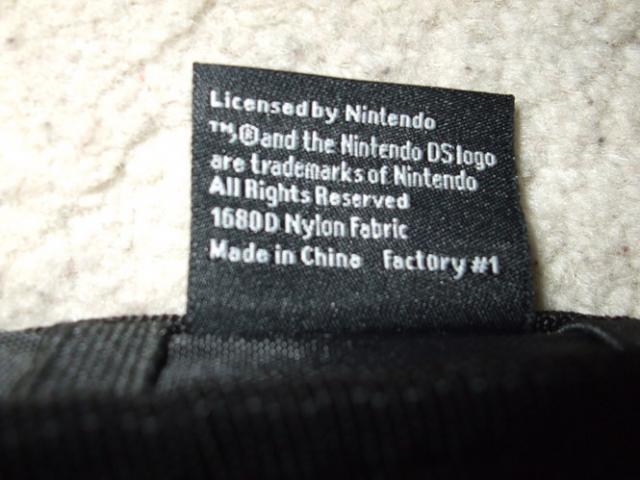 Licensed by Nintendo
™,® and the Nintendo DS logo
are trademarks of Nintendo
All Rights Reserved
1680D Nylon Fabric
Made in China Factory #1